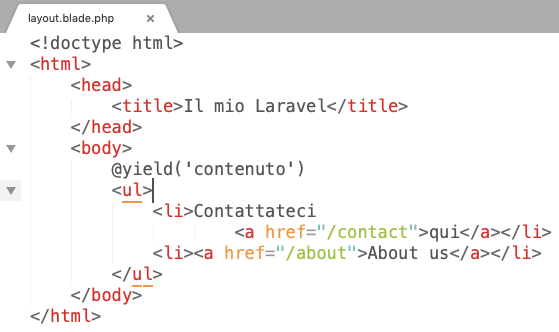 layout.blade.php ×
<!doctype html>
<html>
<head>
<title>Il mio Laravel</title>
</head>
<body>
@yield('contenuto')
<ul>
<li>Contattateci
<a href="/contact">qui</a></li>
<li><a href="/about">About us</a></li>
</ul>
</body>
</html>